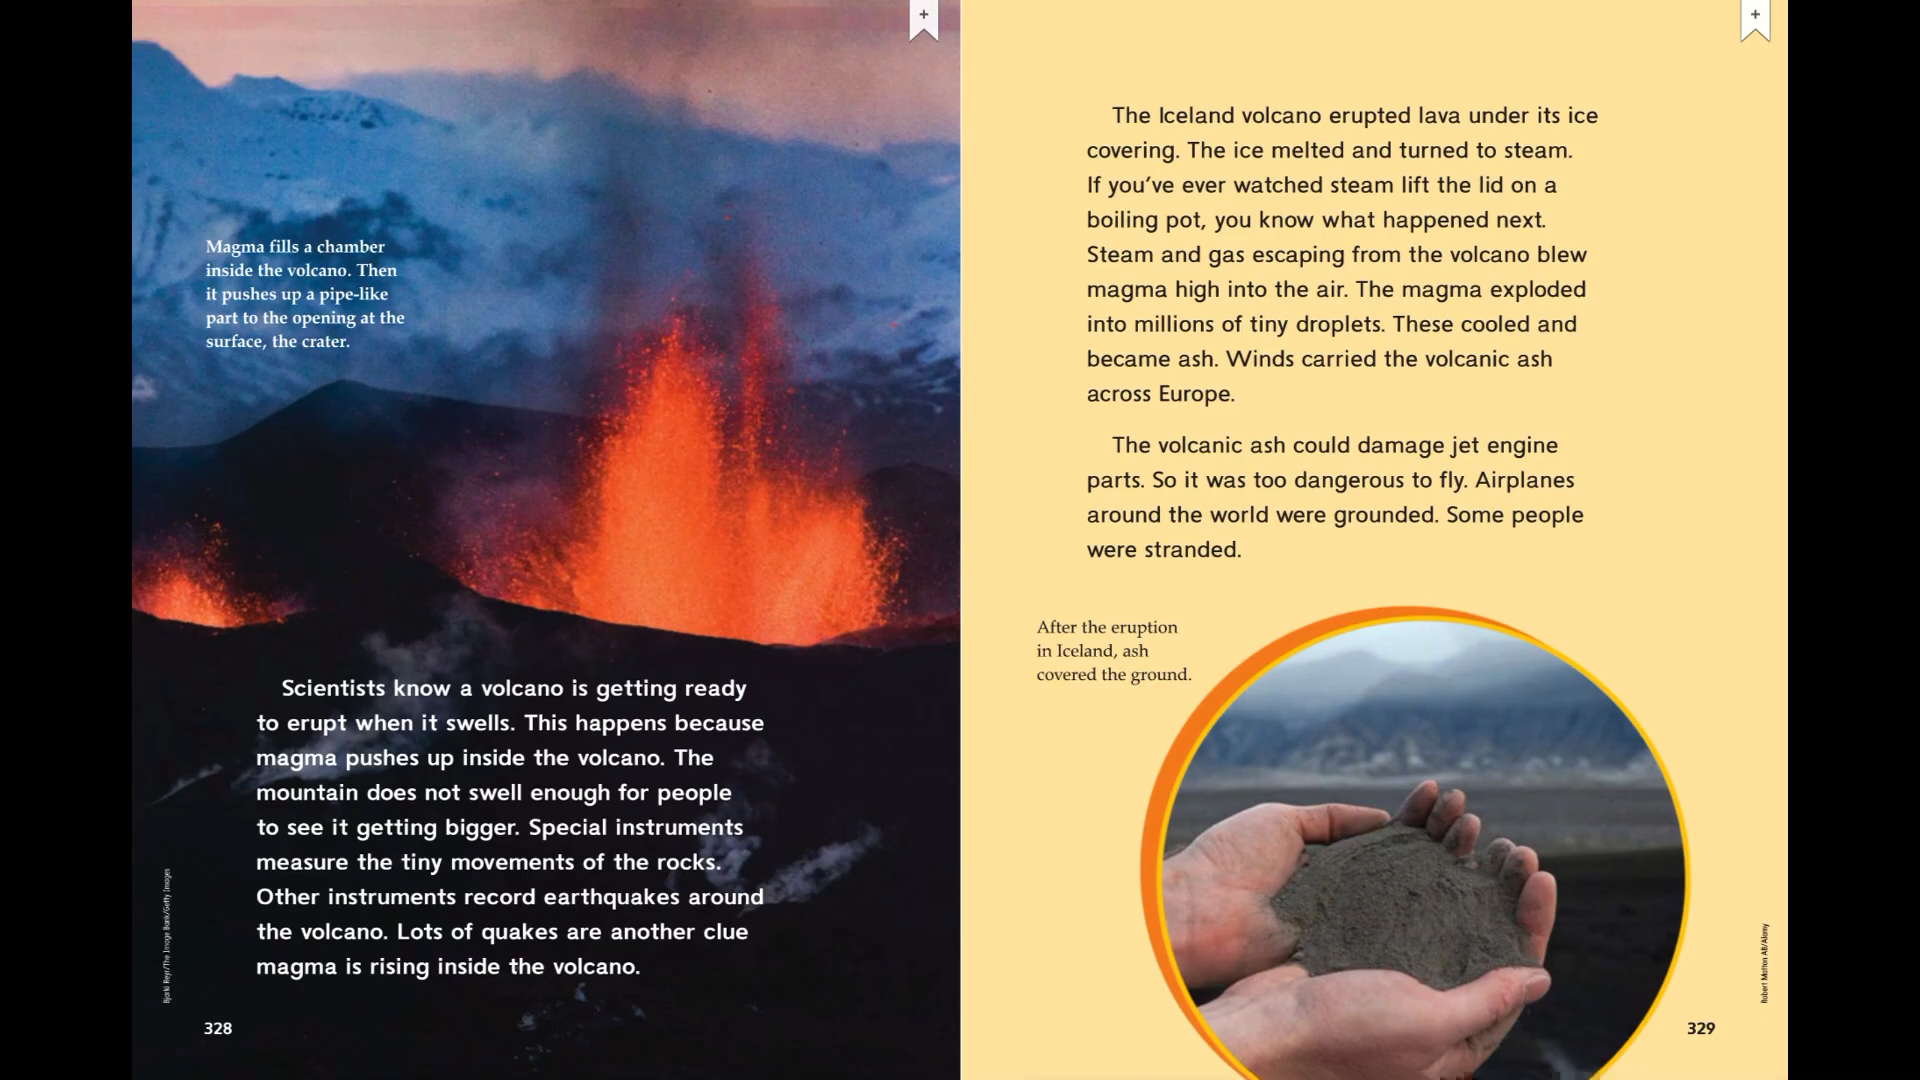 Magma fills a chamber
inside the volcano. Then
it pushes up a pipe-like
part to the opening at the
surface, the crater.
Scientists know a volcano is getting ready
to erupt when it swells. This happens because
magma pushes up inside the volcano. The
mountain does not swell enough for people
to see it getting bigger. Special instruments
measure the tiny movements of the rocks.
Other instruments record earthquakes around
the volcano. Lots of quakes are another clue
magma is rising inside the volcano.
328
The Iceland volcano erupted lava under its ice
covering. The ice melted and turned to steam.
If you've ever watched steam lift the lid on a
boiling pot, you know what happened next.
Steam and gas escaping from the volcano blew
magma high into the air. The magma exploded
into millions of tiny droplets. These cooled and
became ash. Winds carried the volcanic ash
across Europe.
The volcanic ash could damage jet engine
parts. So it was too dangerous to fly. Airplanes
around the world were grounded. Some people
were stranded.
After the eruption
in Iceland, ash
covered the ground.
329